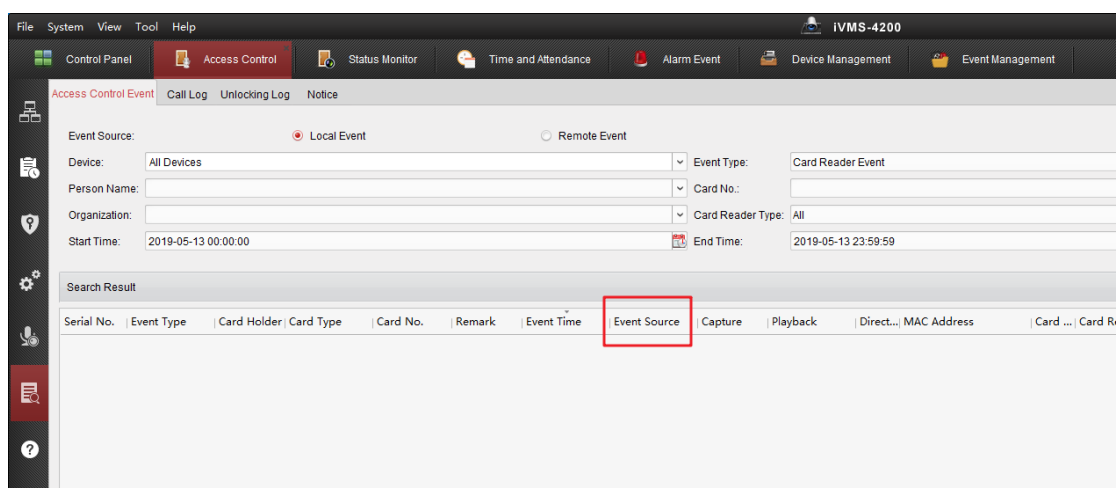 File System View Tool Help iVMS-4200
Control Panel Access Control Status Monitor Time and Attendance Alarm Event Device Management Event Management
Access Control Event Call Log Unlocking Log Notice
Event Source: Local Event Remote Event
Device: All Devices Event Type: Card Reader Event
Person Name: Card No.:
Organization: Card Reader Type: All
Start Time: 2019-05-13 00:00:00 End Time: 2019-05-13 23:59:59
Search Result
Serial No. Event Type Card Holder Card Type Card No. Remark Event Time Event Source Capture Playback Direct... MAC Address Card ... Card Re